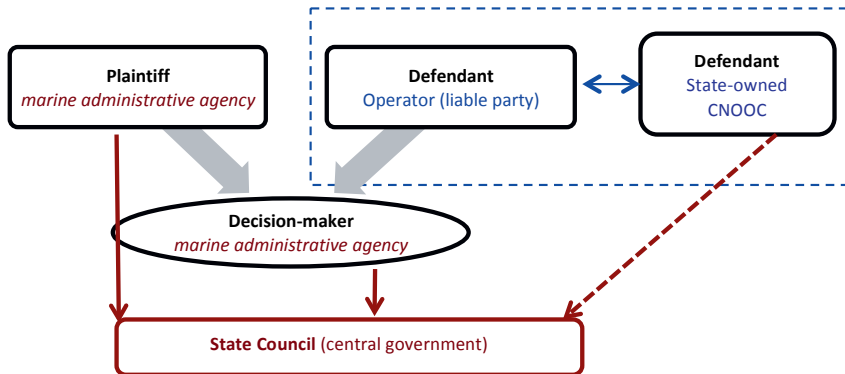 Plaintiff
marine administrative agency
Defendant
Operator (liable party)
Defendant
State-owned
CNOOC
Decision-maker
marine administrative agency
State Council (central government)